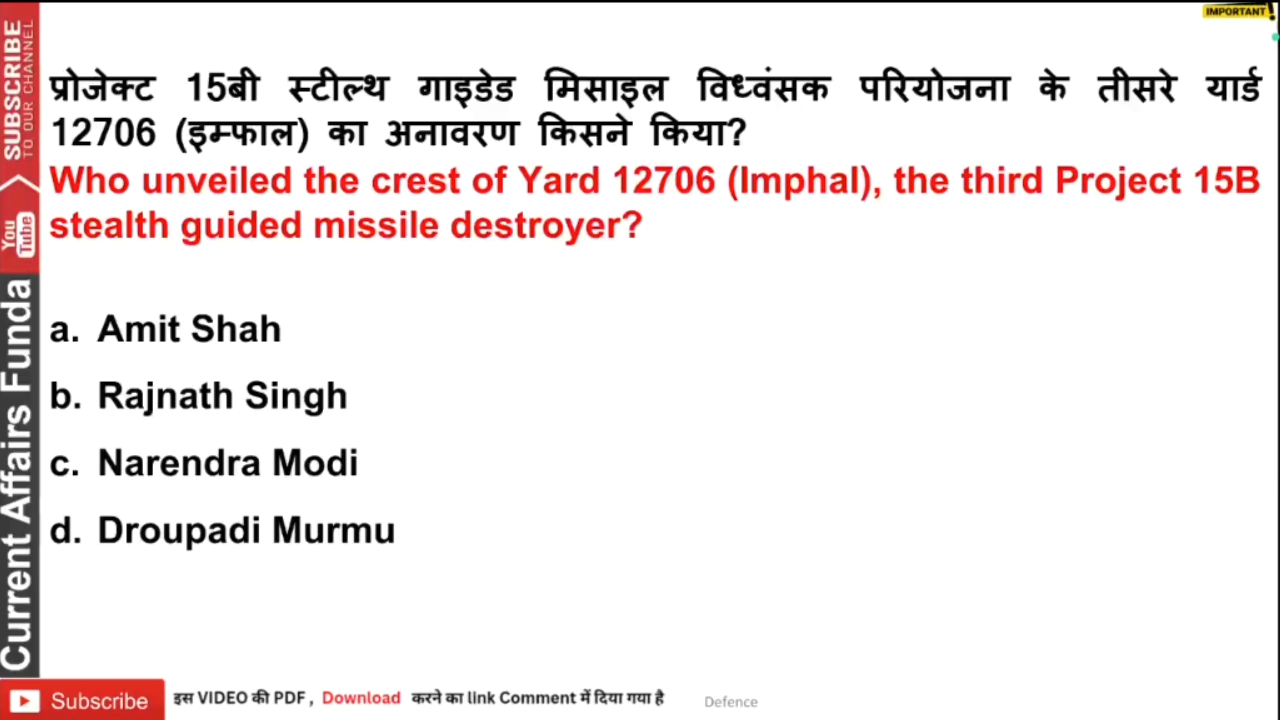 IMPORTANT!
प्रोजेक्ट 15बी स्टील्थ गाइडेड मिसाइल विध्वंसक परियोजना के तीसरे यार्ड
12706 (इम्फाल) का अनावरण किसने किया?
Who unveiled the crest of Yard 12706 (Imphal), the third Project 15B
stealth guided missile destroyer?
a. Amit Shah
b. Rajnath Singh
c. Narendra Modi
d. Droupadi Murmu
SUBSCRIBE
TO OUR CHANNEL
You
Tube
Current Affairs Funda
Subscribe
इस VIDEO की PDF , Download करने का link Comment में दिया गया है
Defence